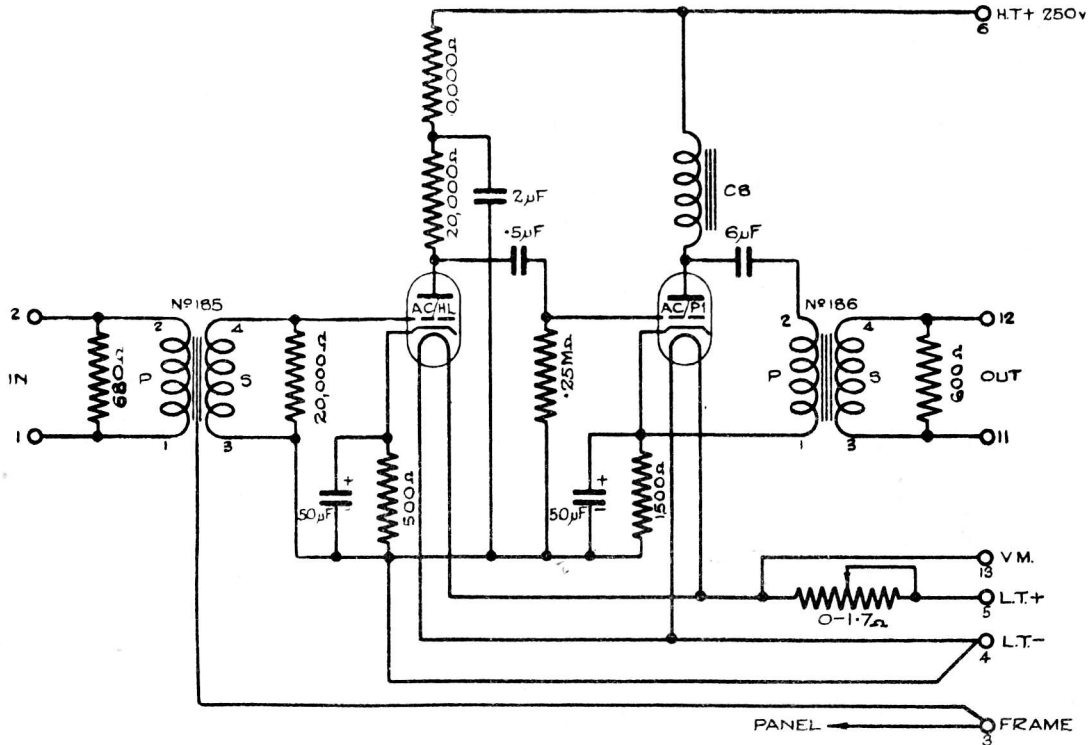 H.T+ 250v
6
10,000Ω
20,000Ω
2µF
CB
·5µF
6µF
Nº185
AC/HL
AC/P1
Nº186
2
2
4
2
4
12
IN
680Ω
P
S
20,000Ω
·25MΩ
P
S
600Ω
OUT
1
1
3
1
3
11
+
-
50µF
500Ω
+
-
50µF
1,500Ω
V.M.
13
L.T.+
5
0-1·7Ω
L.T.-
4
PANEL
FRAME
3